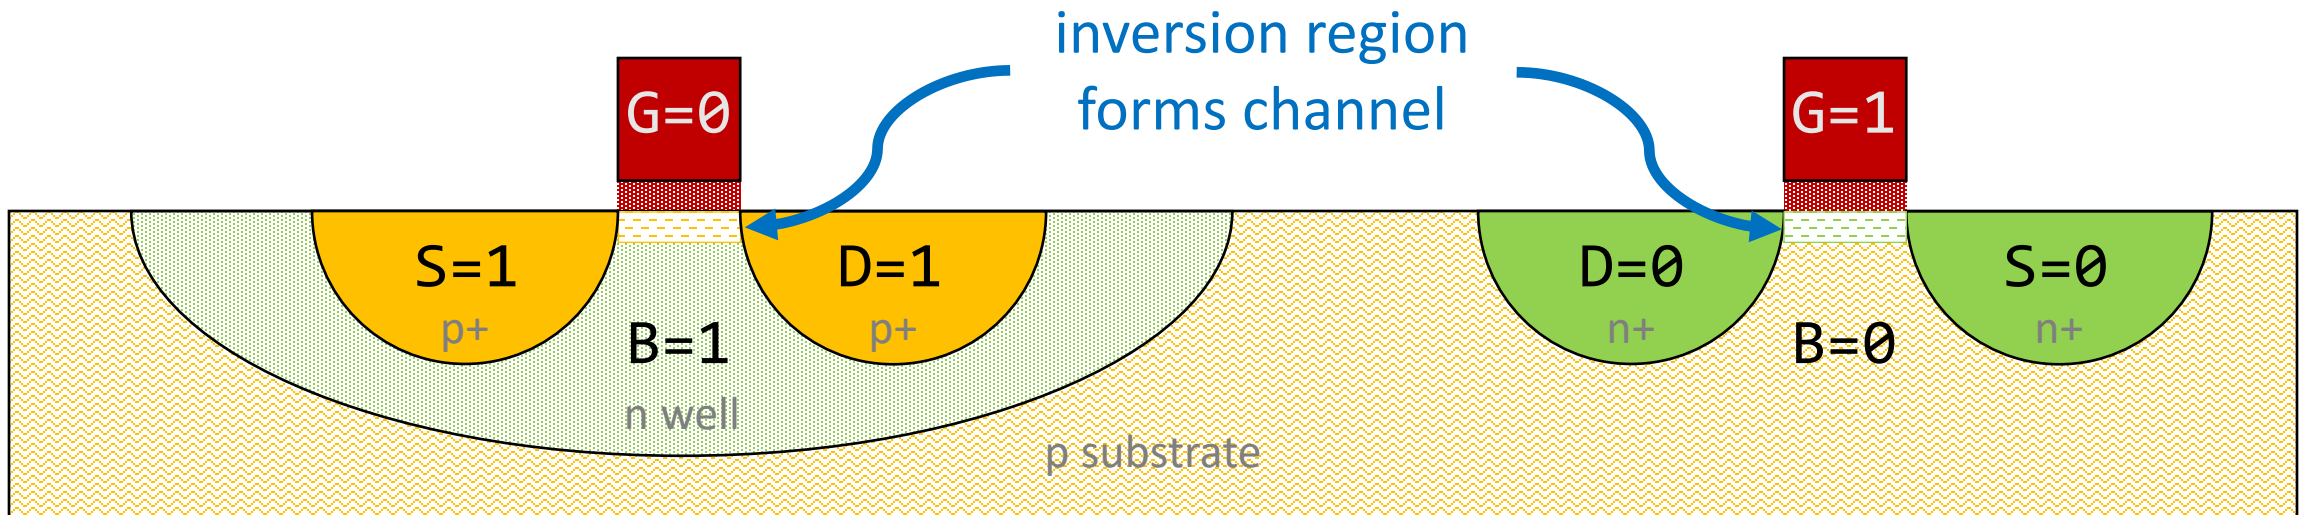 inversion region
forms channel
G=0
G=1
S=1
p+
D=1
p+
B=1
n well
D=0
n+
S=0
n+
B=0
p substrate